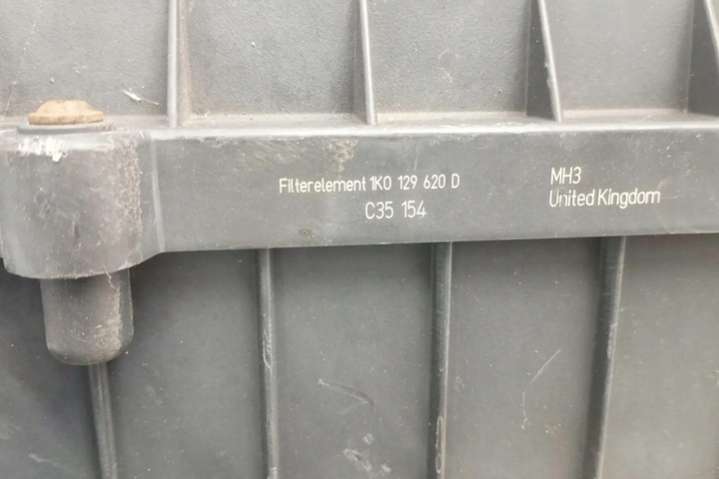 Filterelement 1K0 129 620 D
C35 154
MH3
United Kingdom